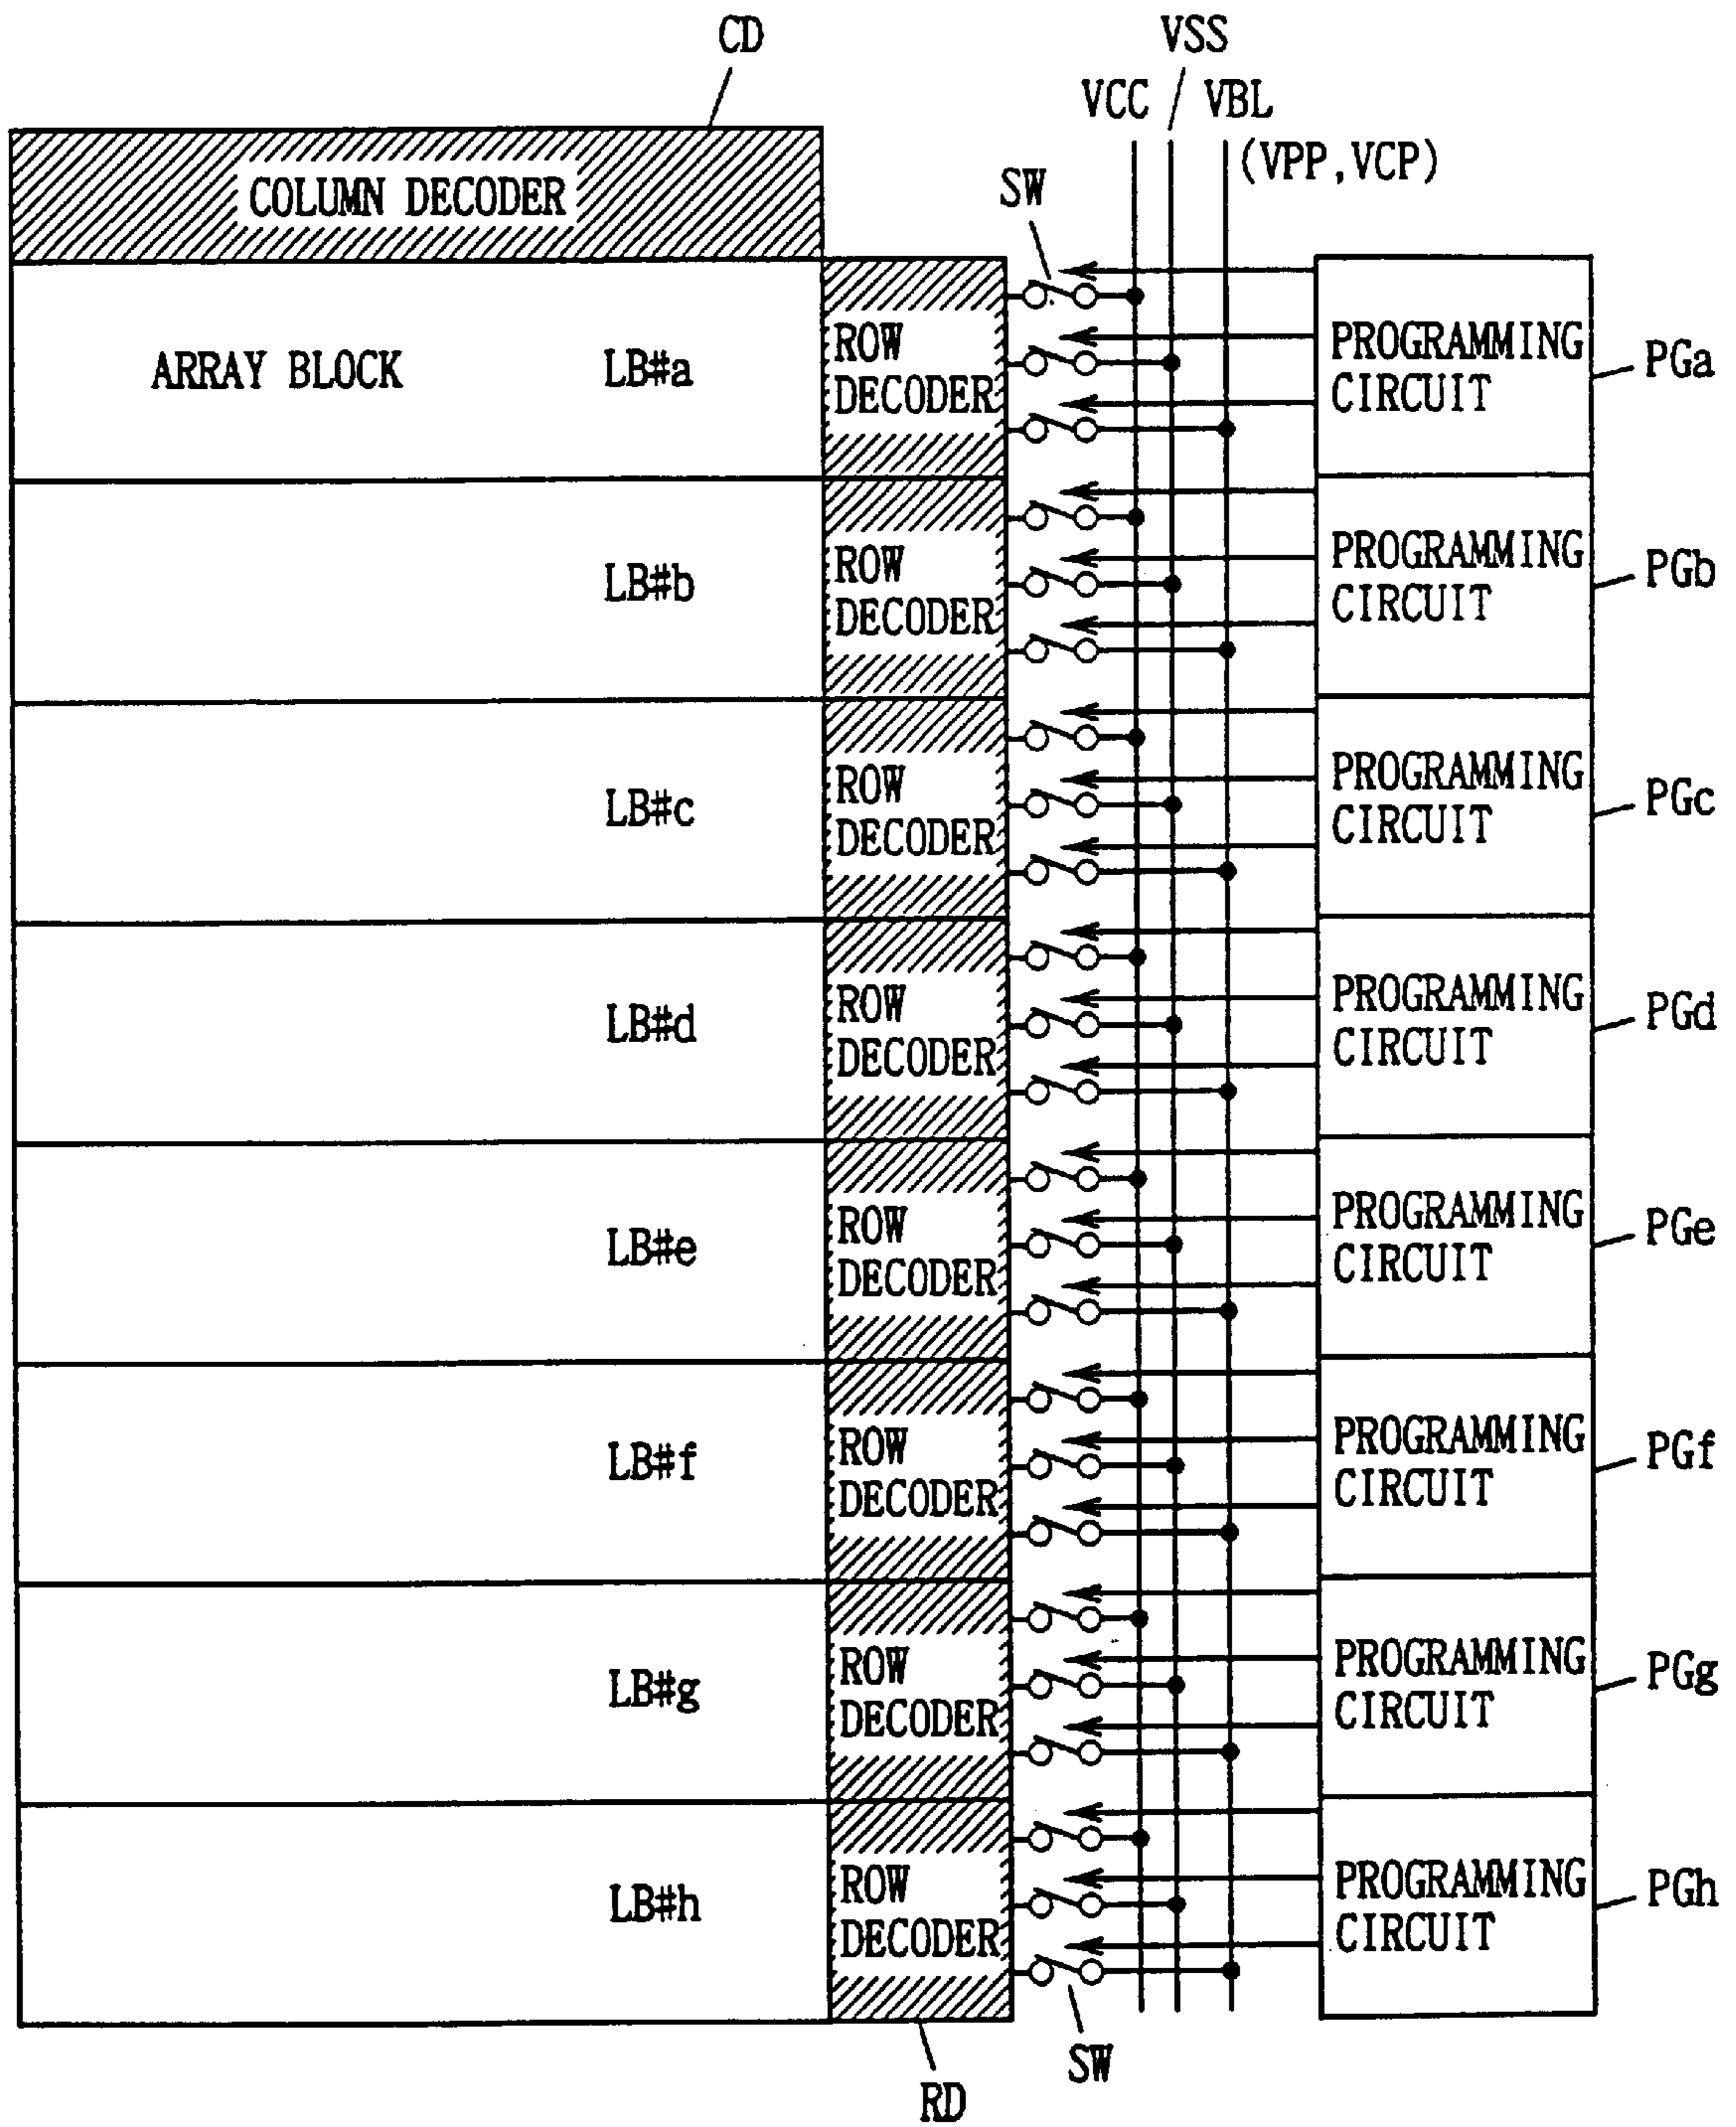 CD
VSS
VCC
VBL
(VPP,VCP)
SW
COLUMN DECODER
ARRAY BLOCK
LB#a
ROW
DECODER
PROGRAMMING
CIRCUIT
PGa
LB#b
ROW
DECODER
PROGRAMMING
CIRCUIT
PGb
LB#c
ROW
DECODER
PROGRAMMING
CIRCUIT
PGc
LB#d
ROW
DECODER
PROGRAMMING
CIRCUIT
PGd
LB#e
ROW
DECODER
PROGRAMMING
CIRCUIT
PGe
LB#f
ROW
DECODER
PROGRAMMING
CIRCUIT
PGf
LB#g
ROW
DECODER
PROGRAMMING
CIRCUIT
PGg
LB#h
ROW
DECODER
PROGRAMMING
CIRCUIT
PGh
SW
RD